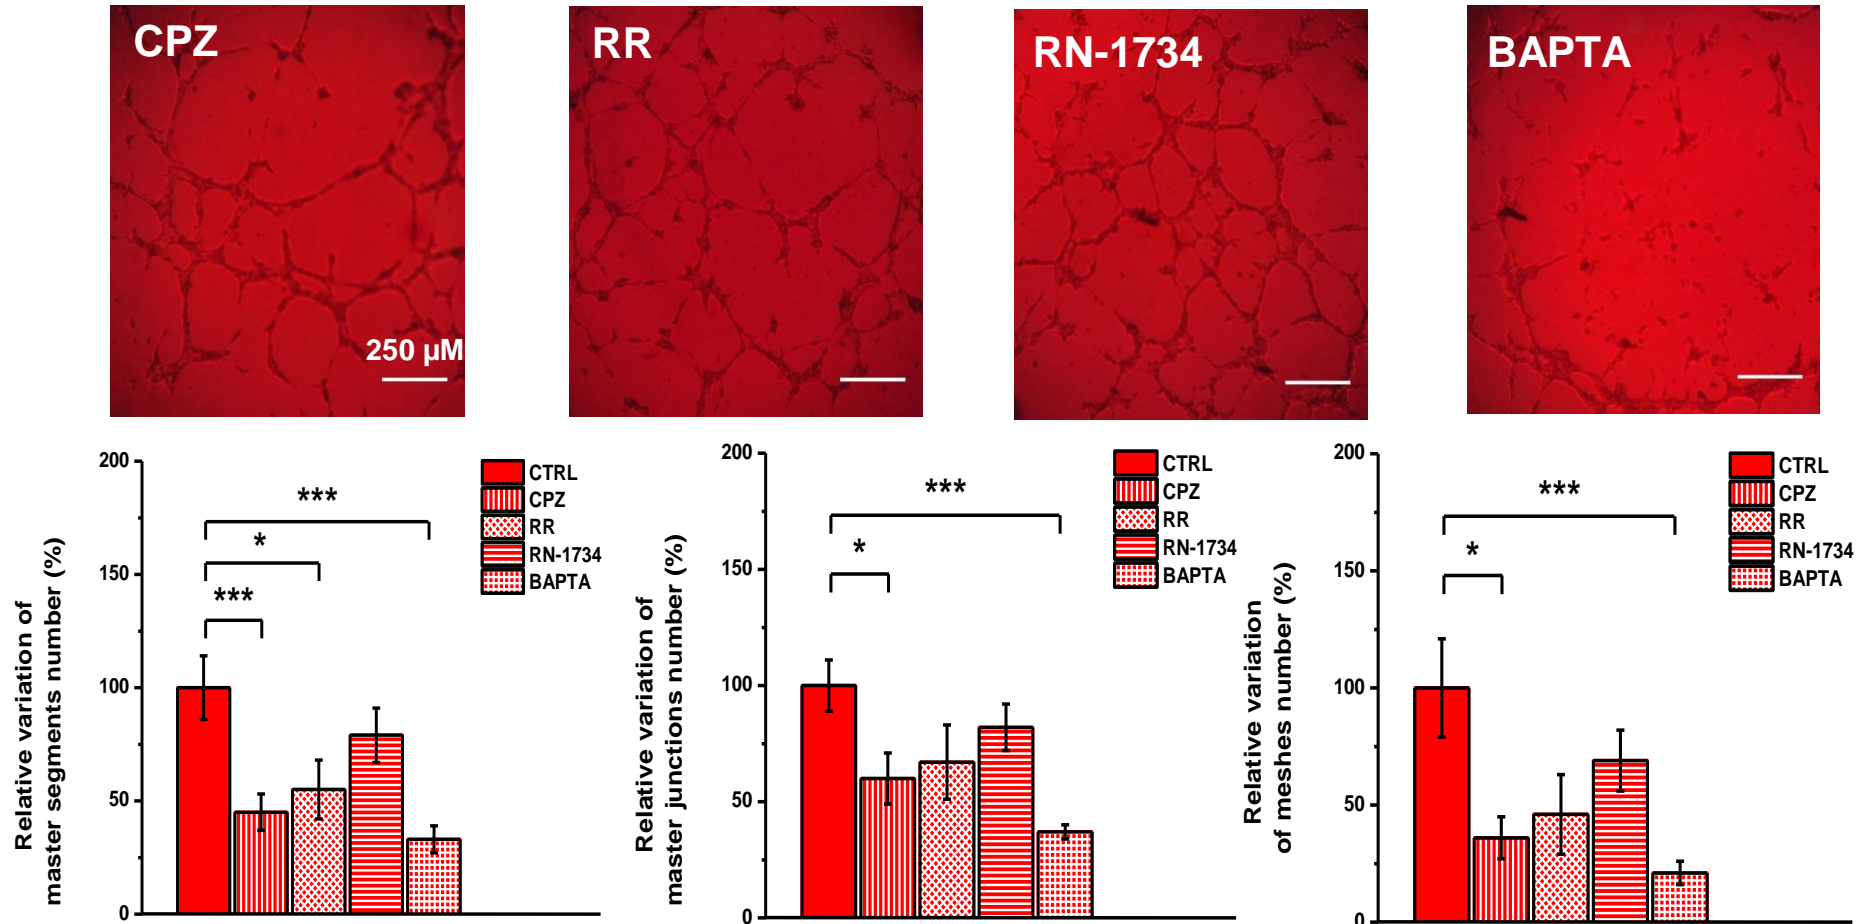 CPZ
RR
RN-1734
BAPTA
250 µM
Relative variation of
master segments number (%)
200
150
100
50
0
***
*
***
CTRL
CPZ
RR
RN-1734
BAPTA
Relative variation of
master junctions number (%)
200
150
100
50
0
***
*
CTRL
CPZ
RR
RN-1734
BAPTA
Relative variation
of meshes number (%)
200
150
100
50
0
***
*
CTRL
CPZ
RR
RN-1734
BAPTA